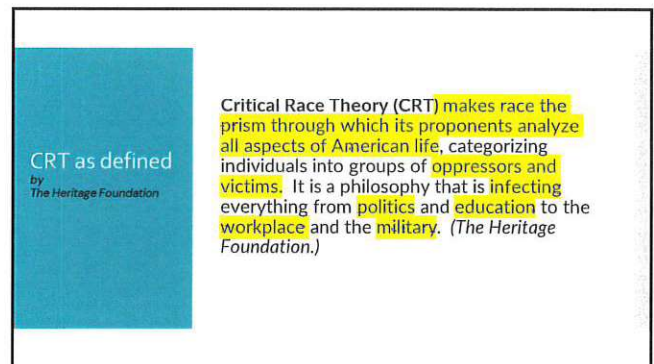 CRT as defined
by
The Heritage Foundation
Critical Race Theory (CRT) makes race the
prism through which its proponents analyze
all aspects of American life, categorizing
individuals into groups of oppressors and
victims. It is a philosophy that is infecting
everything from politics and education to the
workplace and the military. (The Heritage
Foundation.)